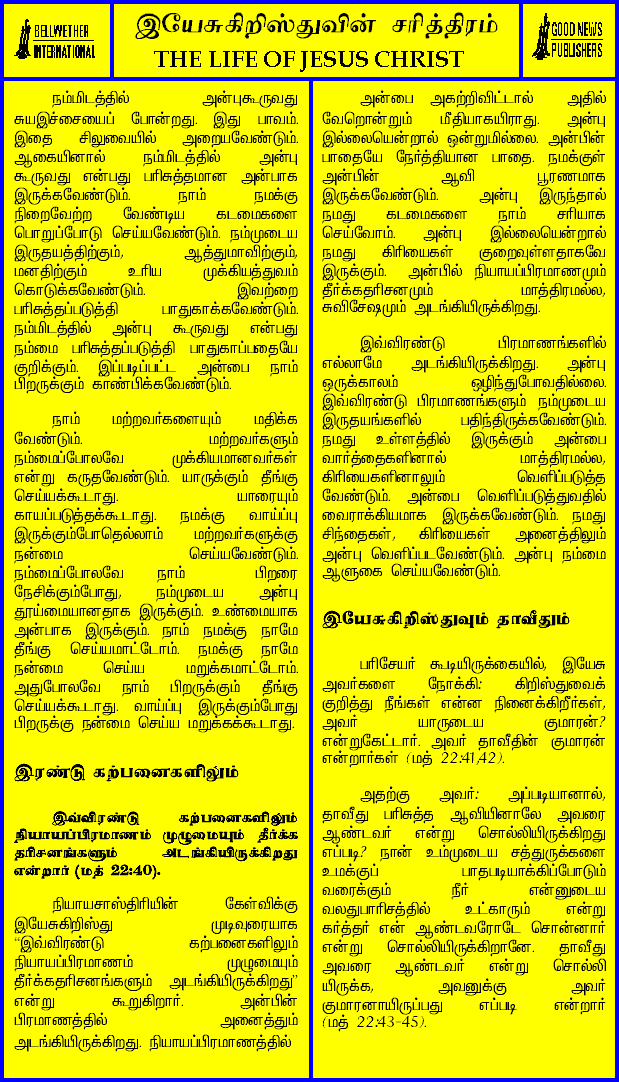 BELLWETHER
INTERNATIONAL
இயேசுகிறிஸ்துவின் சரித்திரம்
THE LIFE OF JESUS CHRIST
GOOD NEWS
PUBLISHERS
நம்மிடத்தில் அன்புகூருவது
சுயஇச்சையைப் போன்றது. இது பாவம்.
இதை சிலுவையில் அறையவேண்டும்.
ஆகையினால் நம்மிடத்தில் அன்பு
கூருவது என்பது பரிசுத்தமான அன்பாக
இருக்கவேண்டும். நாம் நமக்கு
நிறைவேற்ற வேண்டிய கடமைகளை
பொறுப்போடு செய்யவேண்டும். நம்முடைய
இருதயத்திற்கும், ஆத்துமாவிற்கும்,
மனதிற்கும் உரிய முக்கியத்துவம்
கொடுக்கவேண்டும். இவற்றை
பரிசுத்தப்படுத்தி பாதுகாக்கவேண்டும்.
நம்மிடத்தில் அன்பு கூருவது என்பது
நம்மை பரிசுத்தப்படுத்தி பாதுகாப்பதையே
குறிக்கும். இப்படிப்பட்ட அன்பை நாம்
பிறருக்கும் காண்பிக்கவேண்டும்.
நாம் மற்றவர்களையும் மதிக்க
வேண்டும். மற்றவர்களும்
நம்மைப்போலவே முக்கியமானவர்கள்
என்று கருதவேண்டும். யாருக்கும் தீங்கு
செய்யக்கூடாது. யாரையும்
காயப்படுத்தக்கூடாது. நமக்கு வாய்ப்பு
இருக்கும்போதெல்லாம் மற்றவர்களுக்கு
நன்மை செய்யவேண்டும்.
நம்மைப்போலவே நாம் பிறரை
நேசிக்கும்போது, நம்முடைய அன்பு
தூய்மையானதாக இருக்கும். உண்மையாக
அன்பாக இருக்கும். நாம் நமக்கு நாமே
தீங்கு செய்யமாட்டோம். நமக்கு நாமே
நன்மை செய்ய மறுக்கமாட்டோம்.
அதுபோலவே நாம் பிறருக்கும் தீங்கு
செய்யக்கூடாது. வாய்ப்பு இருக்கும்போது
பிறருக்கு நன்மை செய்ய மறுக்கக்கூடாது.
இரண்டு கற்பனைகளிலும்
இவ்விரண்டு கற்பனைகளிலும்
நியாயப்பிரமாணம் முழுமையும் தீர்க்க
தரிசனங்களும் அடங்கியிருக்கிறது
என்றார் (மத் 22:40).
நியாயசாஸ்திரியின் கேள்விக்கு
இயேசுகிறிஸ்து முடிவுரையாக
“இவ்விரண்டு கற்பனைகளிலும்
நியாயப்பிரமாணம் முழுமையும்
தீர்க்கதரிசனங்களும் அடங்கியிருக்கிறது”
என்று கூறுகிறார். அன்பின்
பிரமாணத்தில் அனைத்தும்
அடங்கியிருக்கிறது. நியாயப்பிரமாணத்தில்
அன்பை அகற்றிவிட்டால் அதில்
வேறொன்றும் மீதியாகயிராது. அன்பு
இல்லையென்றால் ஒன்றுமில்லை. அன்பின்
பாதையே நேர்த்தியான பாதை. நமக்குள்
அன்பின் ஆவி பூரணமாக
இருக்கவேண்டும். அன்பு இருந்தால்
நமது கடமைகளை நாம் சரியாக
செய்வோம். அன்பு இல்லையென்றால்
நமது கிரியைகள் குறைவுள்ளதாகவே
இருக்கும். அன்பில் நியாயப்பிரமாணமும்
தீர்க்கதரிசனமும் மாத்திரமல்ல,
சுவிசேஷமும் அடங்கியிருக்கிறது.
இவ்விரண்டு பிரமாணங்களில்
எல்லாமே அடங்கியிருக்கிறது. அன்பு
ஒருக்காலும் ஒழிந்துபோவதில்லை.
இவ்விரண்டு பிரமாணங்களும் நம்முடைய
இருதயங்களில் பதிந்திருக்கவேண்டும்.
நமது உள்ளத்தில் இருக்கும் அன்பை
வார்த்தைகளினால் மாத்திரமல்ல,
கிரியைகளினாலும் வெளிப்படுத்த
வேண்டும். அன்பை வெளிப்படுத்துவதில்
வைராக்கியமாக இருக்கவேண்டும். நமது
சிந்தைகள், கிரியைகள் அனைத்திலும்
அன்பு வெளிப்படவேண்டும். அன்பு நம்மை
ஆளுகை செய்யவேண்டும்.
இயேசுகிறிஸ்துவும் தாவீதும்
பரிசேயர் கூடியிருக்கையில், இயேசு
அவர்களை நோக்கி: கிறிஸ்துவைக்
குறித்து நீங்கள் என்ன நினைக்கிறீர்கள்,
அவர் யாருடைய குமாரன்?
என்றுகேட்டார். அவர் தாவீதின் குமாரன்
என்றார்கள் (மத் 22:41,42).
அதற்கு அவர்: அப்படியானால்,
தாவீது பரிசுத்த ஆவியினாலே அவரை
ஆண்டவர் என்று சொல்லியிருக்கிறது
எப்படி? நான் உம்முடைய சத்துருக்களை
உமக்குப் பாதபடியாக்கிப்போடும்
வரைக்கும் நீர் என்னுடைய
வலதுபாரிசத்தில் உட்காரும் என்று
கர்த்தர் என் ஆண்டவரோடே சொன்னார்
என்று சொல்லியிருக்கிறானே. தாவீது
அவரை ஆண்டவர் என்று சொல்லி
யிருக்க, அவனுக்கு அவர்
குமாரனாயிருப்பது எப்படி என்றார்
(மத் 22:43-45).